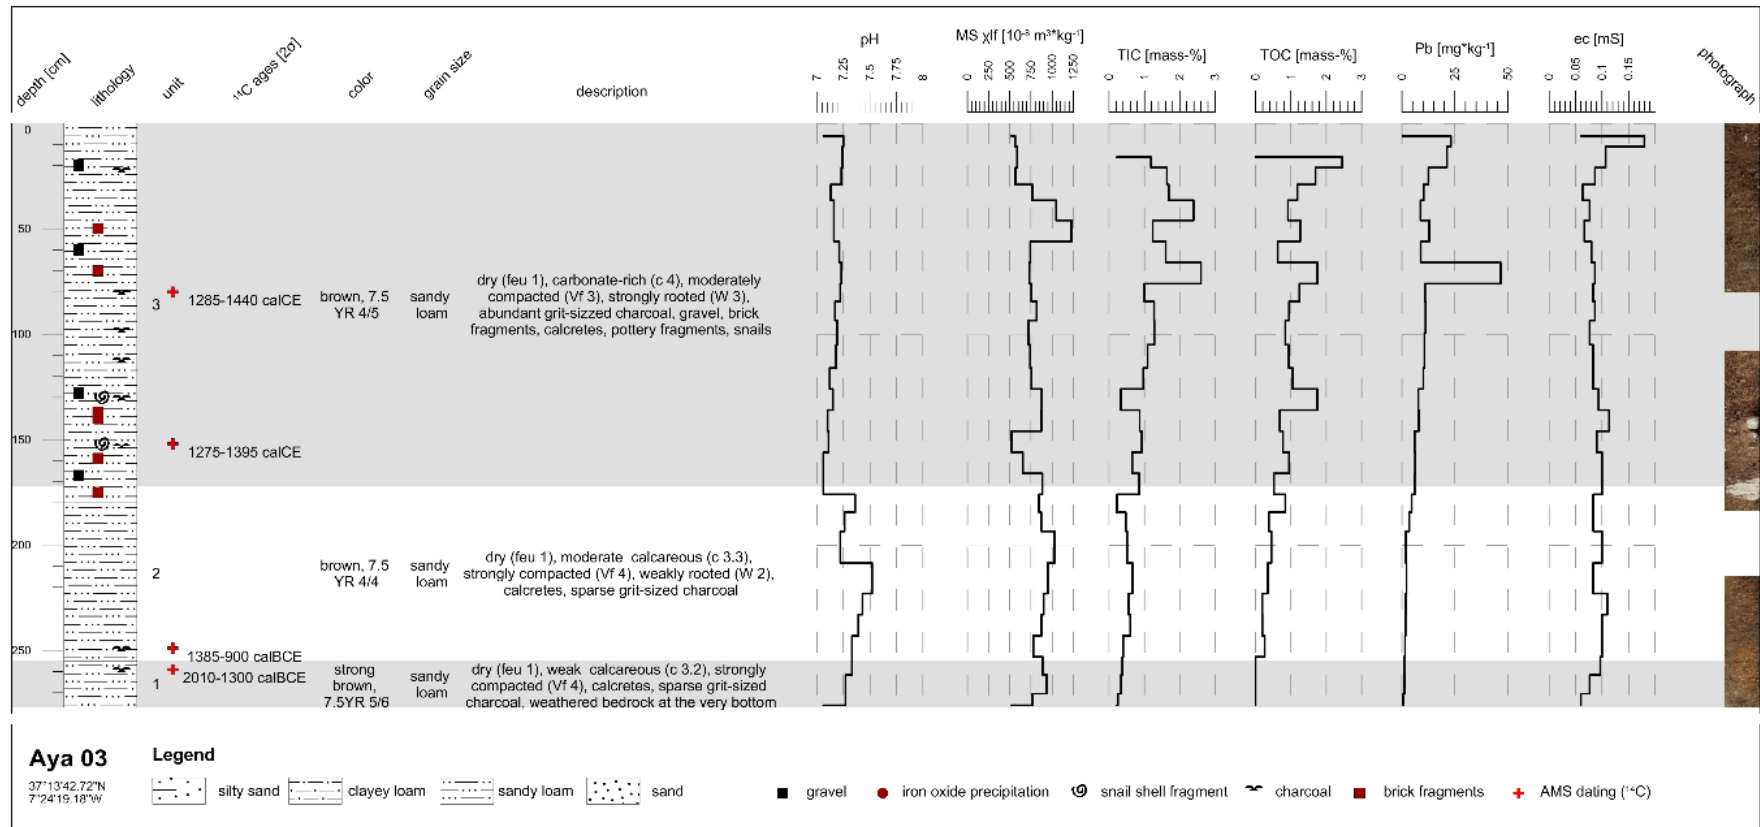 depth [cm]
lithology
unit
¹⁴C ages [2σ]
color
grain size
description
pH
7 7.25 7.5 7.75 8
MS χlf [10⁻⁸ m³*kg⁻¹]
0 250 500 750 1000 1250
TIC [mass-%]
0 1 2 3
TOC [mass-%]
0 1 2 3
Pb [mg*kg⁻¹]
0 25 50
ec [mS]
0 0.05 0.1 0.15
photograph
0
50
100
150
200
250
3
1285-1440 calCE
1275-1395 calCE
brown, 7.5
YR 4/5
sandy
loam
dry (feu 1), carbonate-rich (c 4), moderately
compacted (Vf 3), strongly rooted (W 3),
abundant grit-sizzed charcoal, gravel, brick
fragments, calcretes, pottery fragments, snails
2
1385-900 calBCE
brown, 7.5
YR 4/4
sandy
loam
dry (feu 1), moderate calcareous (c 3.3),
strongly compacted (Vf 4), weakly rooted (W 2),
calcretes, sparse grit-sized charcoal
1
2010-1300 calBCE
strong
brown,
7.5YR 5/6
sandy
loam
dry (feu 1), weak calcareous (c 3.2), strongly
compacted (Vf 4), calcretes, sparse grit-sized
charcoal, weathered bedrock at the very bottom
Aya 03
37°13'42.72"N
7°24'19.18"W
Legend
silty sand
clayey loam
sandy loam
sand
gravel
iron oxide precipitation
snail shell fragment
charcoal
brick fragments
AMS dating (¹⁴C)